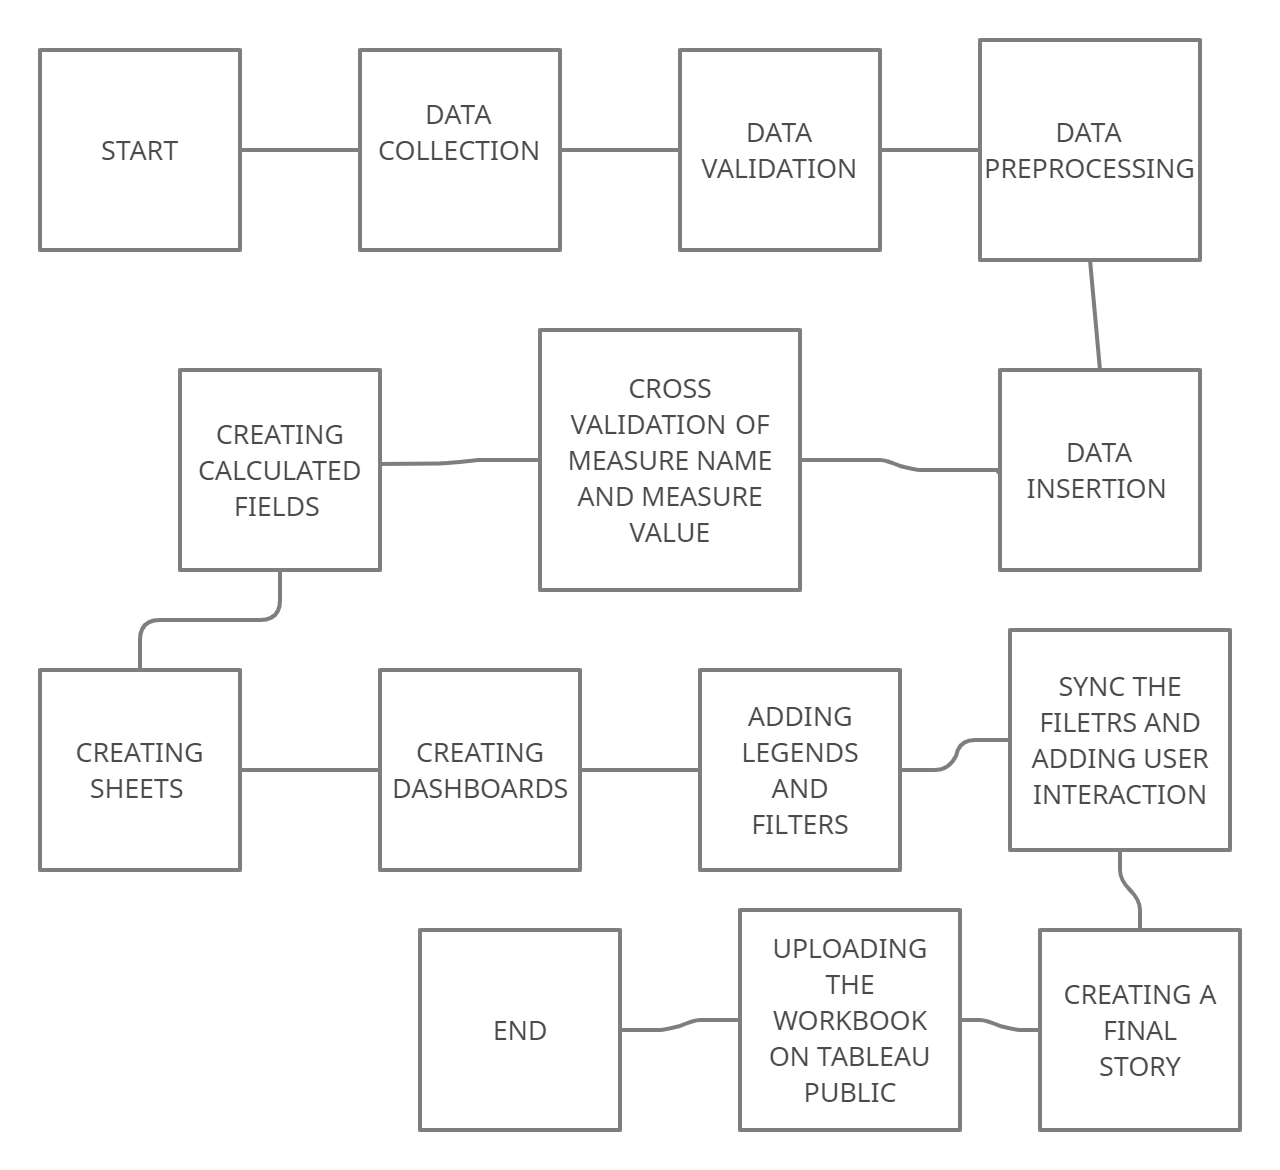 START
DATA
COLLECTION
DATA
VALIDATION
DATA
PREPROCESSING
DATA
INSERTION
CROSS
VALIDATION OF
MEASURE NAME
AND MEASURE
VALUE
CREATING
CALCULATED
FIELDS
CREATING
SHEETS
CREATING
DASHBOARDS
ADDING
LEGENDS
AND
FILTERS
SYNC THE
FILETRS AND
ADDING USER
INTERACTION
CREATING A
FINAL
STORY
UPLOADING
THE
WORKBOOK
ON TABLEAU
PUBLIC
END